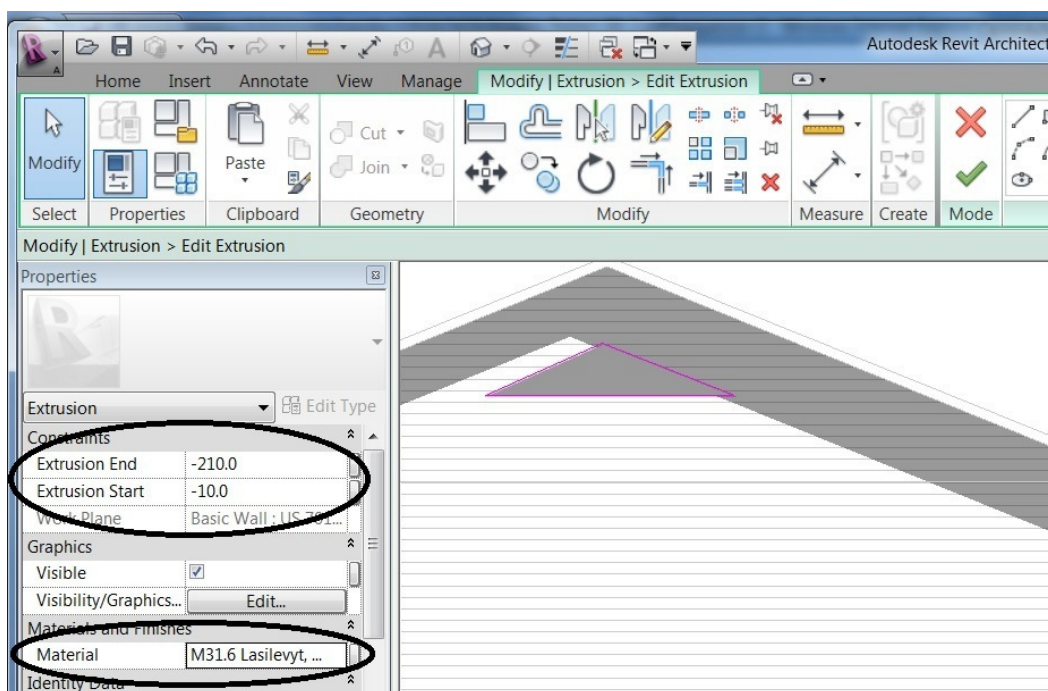 Autodesk Revit Architect
Home Insert Annotate View Manage Modify | Extrusion > Edit Extrusion
Modify Paste Cut
Join
Select Properties Clipboard Geometry Modify Measure Create Mode
Modify | Extrusion > Edit Extrusion
Properties
Extrusion Edit Type
Constraints
Extrusion End -210.0
Extrusion Start -10.0
Work Plane Basic Wall : US 701...
Graphics
Visible
Visibility/Graphics... Edit...
Materials and Finishes
Material M31.6 Lasilevyt, ...
Identity Data